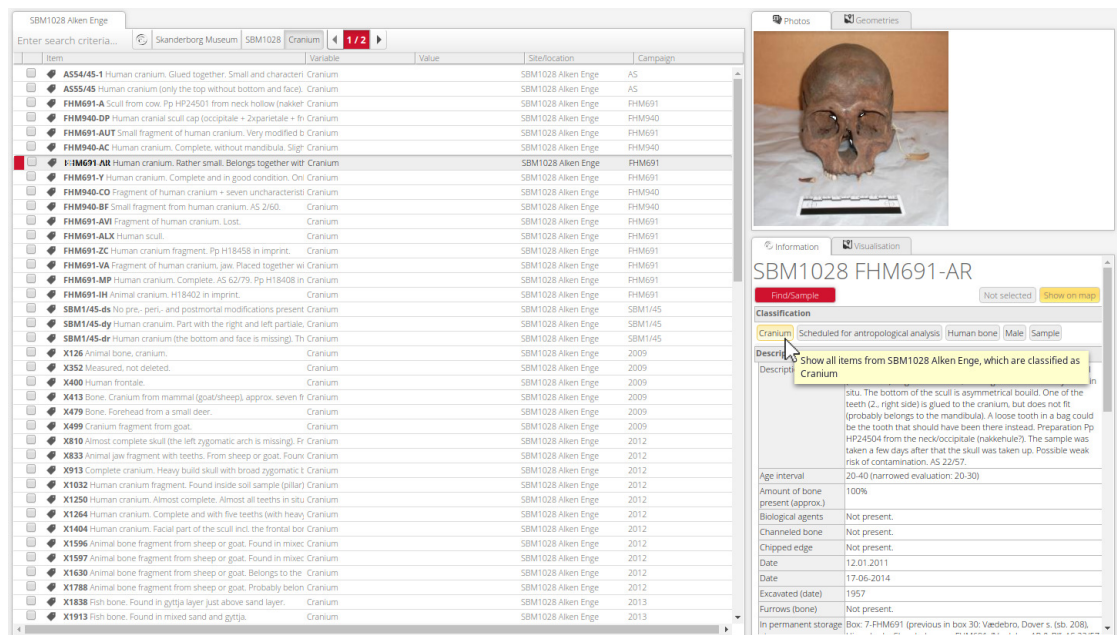 SBM1028 Alken Enge
Enter search criteria... Skanderborg Museum SBM1028 Cranium 1 / 2
Item Variable Value Site/location Campaign
AS54/45-1 Human cranium. Glued together. Small and characteri Cranium SBM1028 Alken Enge AS
AS55/45 Human cranium (only the top without bottom and face). Cranium SBM1028 Alken Enge AS
FHM691-A Scull from cow. Pp HP24501 from neck hollow (nakkeh Cranium SBM1028 Alken Enge FHM691
FHM940-DP Human cranial scull cap (occipitale + 2xparietale + fr Cranium SBM1028 Alken Enge FHM940
FHM691-AUT Small fragment of human cranium. Very modified b Cranium SBM1028 Alken Enge FHM691
FHM940-AC Human cranium. Complete, without mandibula. Sligh Cranium SBM1028 Alken Enge FHM940
FHM691-AR Human cranium. Rather small. Belongs together with Cranium SBM1028 Alken Enge FHM691
FHM691-Y Human cranium. Complete and in good condition. On Cranium SBM1028 Alken Enge FHM691
FHM940-CO Fragment of human cranium + seven uncharacteristi Cranium SBM1028 Alken Enge FHM940
FHM940-BF Small fragment from human cranium. AS 2/60. Cranium SBM1028 Alken Enge FHM940
FHM691-AVI Fragment of human cranium. Lost. Cranium SBM1028 Alken Enge FHM691
FHM691-ALX Human scull. Cranium SBM1028 Alken Enge FHM691
FHM691-ZC Human cranium fragment. Pp H18458 in imprint. Cranium SBM1028 Alken Enge FHM691
FHM691-VA Fragment of human cranium, jaw. Placed together wi Cranium SBM1028 Alken Enge FHM691
FHM691-MP Human cranium. Complete. AS 62/79. Pp H18408 in Cranium SBM1028 Alken Enge FHM691
FHM691-IH Animal cranium. H18402 in imprint. Cranium SBM1028 Alken Enge FHM691
SBM1/45-ds No pre,- peri,- and postmortal modifications present Cranium SBM1028 Alken Enge SBM1/45
SBM1/45-dy Human cranuim. Part with the right and left partiale, Cranium SBM1028 Alken Enge SBM1/45
SBM1/45-dr Human cranium (the bottom and face is missing). Th Cranium SBM1028 Alken Enge SBM1/45
X126 Animal bone, cranium. Cranium SBM1028 Alken Enge 2009
X352 Measured, not deleted. Cranium SBM1028 Alken Enge 2009
X400 Human frontale. Cranium SBM1028 Alken Enge 2009
X413 Bone. Cranium from mammal (goat/sheep), approx. seven fr Cranium SBM1028 Alken Enge 2009
X479 Bone. Forehead from a small deer. Cranium SBM1028 Alken Enge 2009
X499 Cranium fragment from goat. Cranium SBM1028 Alken Enge 2009
X810 Almost complete skull (the left zygomatic arch is missing). Fr Cranium SBM1028 Alken Enge 2012
X833 Animal jaw fragment with teeth. From sheep or goat. Found Cranium SBM1028 Alken Enge 2012
X913 Complete cranium. Heavy build skull with broad zygomatic b Cranium SBM1028 Alken Enge 2012
X1032 Human cranium fragment. Found inside soil sample (pillar) Cranium SBM1028 Alken Enge 2012
X1250 Human cranium. Almost complete. Almost all teeths in situ Cranium SBM1028 Alken Enge 2012
X1264 Human cranium. Complete and with five teeths (with heavy Cranium SBM1028 Alken Enge 2012
X1404 Human cranium. Facial part of the scull incl. the frontal bor Cranium SBM1028 Alken Enge 2012
X1596 Animal bone fragment from sheep or goat. Found in mixed Cranium SBM1028 Alken Enge 2012
X1597 Animal bone fragment from sheep or goat. Found in mixed Cranium SBM1028 Alken Enge 2012
X1630 Animal bone fragment from sheep or goat. Belongs to the Cranium SBM1028 Alken Enge 2012
X1788 Animal bone fragment from sheep or goat. Probably belon Cranium SBM1028 Alken Enge 2012
X1838 Fish bone. Found in gyttja layer just above sand layer. Cranium SBM1028 Alken Enge 2013
X1913 Fish bone. Found in mixed sand and gyttja. Cranium SBM1028 Alken Enge 2013
Photos Geometries
Information Visualisation
SBM1028 FHM691-AR
Find/Sample Not selected Show on map
Classification
Cranium Scheduled for antropological analysis Human bone Male Sample
Show all items from SBM1028 Alken Enge, which are classified as
Cranium
situ. The bottom of the scull is asymmetrical bouild. One of the
teeth (2., right side) is glued to the cranium, but does not fit
(probably belongs to the mandibula). A loose tooth in a bag could
be the tooth that should have been there instead. Preparation Pp
HP24504 from the neck/occipitale (nakkehule?). The sample was
taken a few days after that the skull was taken up. Possible weak
risk of contamination. AS 22/57.
Age interval 20-40 (narrowed evaluation: 20-30)
Amount of bone 100%
present (approx.)
Biological agents Not present.
Channeled bone Not present.
Chipped edge Not present.
Date 12.01.2011
Date 17-06-2014
Excavated (date) 1957
Furrows (bone) Not present.
In permanent storage Box: 7-FHM691 (previous in box 30: Vædebro, Dover s. (sb. 208),